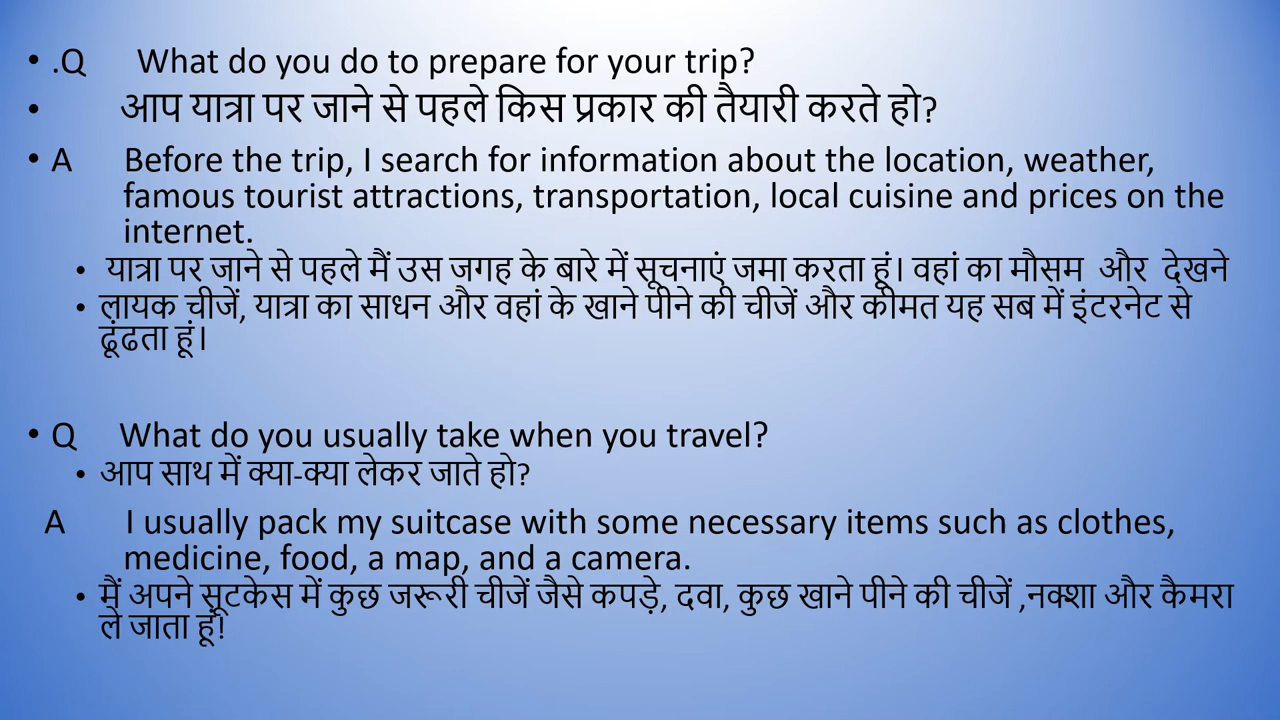 • .Q What do you do to prepare for your trip?
• आप यात्रा पर जाने से पहले किस प्रकार की तैयारी करते हो?
• A Before the trip, I search for information about the location, weather,
famous tourist attractions, transportation, local cuisine and prices on the
internet.
• यात्रा पर जाने से पहले मैं उस जगह के बारे में सूचनाएं जमा करता हूं। वहां का मौसम और देखने
• लायक चीजें, यात्रा का साधन और वहां के खाने पीने की चीजें और कीमत यह सब में इंटरनेट से
ढूंढता हूं।
• Q What do you usually take when you travel?
• आप साथ में क्या-क्या लेकर जाते हो?
A I usually pack my suitcase with some necessary items such as clothes,
medicine, food, a map, and a camera.
• मैं अपने सूटकेस में कुछ जरूरी चीजें जैसे कपड़े, दवा, कुछ खाने पीने की चीजें ,नक्शा और कैमरा
ले जाता हूं!